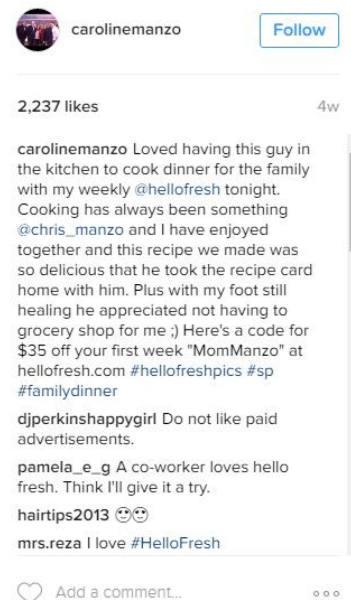 carolinemanzo
Follow
2,237 likes
4w
carolinemanzo Loved having this guy in
the kitchen to cook dinner for the family
with my weekly @hellofresh tonight.
Cooking has always been something
@chris_manzo and I have enjoyed
together and this recipe we made was
so delicious that he took the recipe card
home with him. Plus with my foot still
healing he appreciated not having to
grocery shop for me ;) Here's a code for
$35 off your first week "MomManzo" at
hellofresh.com #hellofreshpics #sp
#familydinner
djperkinshappygirl Do not like paid
advertisements.
pamela_e_g A co-worker loves hello
fresh. Think I'll give it a try.
hairtips2013 🙄🙄
mrs.reza I love #HelloFresh
Add a comment...